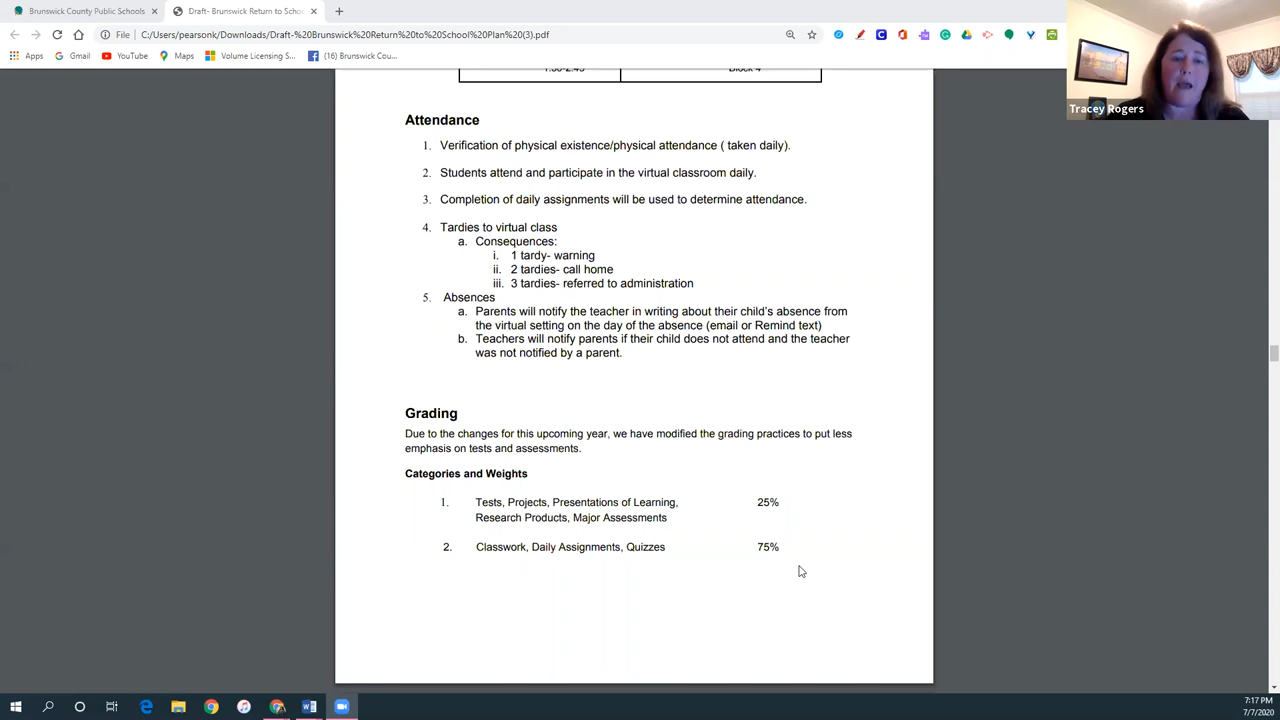 Brunswick County Public Schools
Draft- Brunswick Return to Schoo
File
C:/Users/pearsonk/Downloads/Draft-%20Brunswick%20Return%20to%20School%20Plan%20(3).pdf
Apps
Gmail
YouTube
Maps
Volume Licensing S...
(16) Brunswick Cou...
Tracey Rogers
1:30-2:45 Block 4
Attendance
1. Verification of physical existence/physical attendance ( taken daily).
2. Students attend and participate in the virtual classroom daily.
3. Completion of daily assignments will be used to determine attendance.
4. Tardies to virtual class
a. Consequences:
i. 1 tardy- warning
ii. 2 tardies- call home
iii. 3 tardies- referred to administration
5. Absences
a. Parents will notify the teacher in writing about their child's absence from
the virtual setting on the day of the absence (email or Remind text)
b. Teachers will notify parents if their child does not attend and the teacher
was not notified by a parent.
Grading
Due to the changes for this upcoming year, we have modified the grading practices to put less
emphasis on tests and assessments.
Categories and Weights
1. Tests, Projects, Presentations of Learning, 25%
Research Products, Major Assessments
2. Classwork, Daily Assignments, Quizzes 75%
7:17 PM
7/7/2020